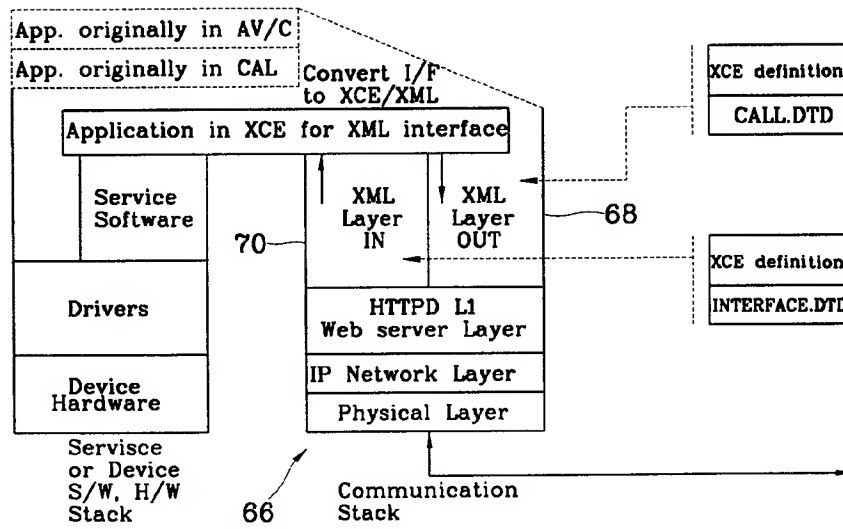 App. originally in AV/C
App. originally in CAL
Convert I/F
to XCE/XML
Application in XCE for XML interface
Service
Software
Drivers
Device
Hardware
Servisce
or Device
S/W, H/W
Stack
XML
Layer
IN
XML
Layer
OUT
70
68
HTTPD L1
Web server Layer
IP Network Layer
Physical Layer
66
Communication
Stack
XCE definition
CALL.DTD
XCE definition
INTERFACE.DTD